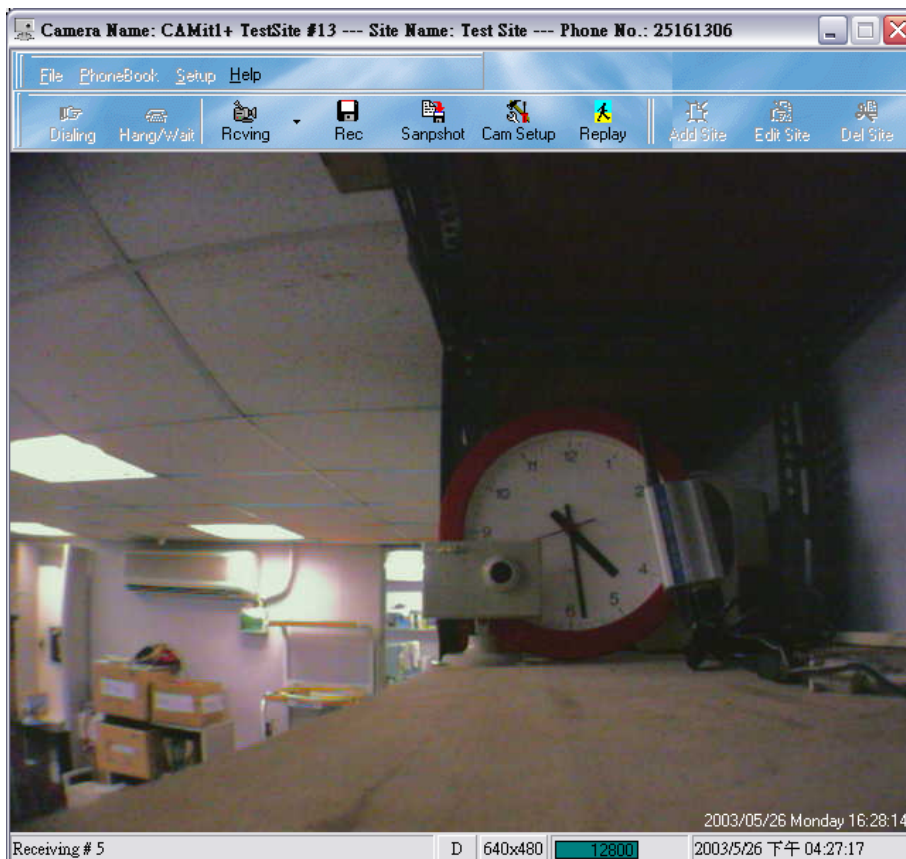 Camera Name: CAMit1+ TestSite #13 --- Site Name: Test Site --- Phone No.: 25161306
File PhoneBook Setup Help
Dialing Hang/Wait Rcving Rec Sanpshot Cam Setup Replay Add Site Edit Site Del Site
12
11 1
10 2
9
4
6 5
2003/05/26 Monday 16:28:14
Receiving # 5 D 640x480 12800 2003/5/26 下午 04:27:17